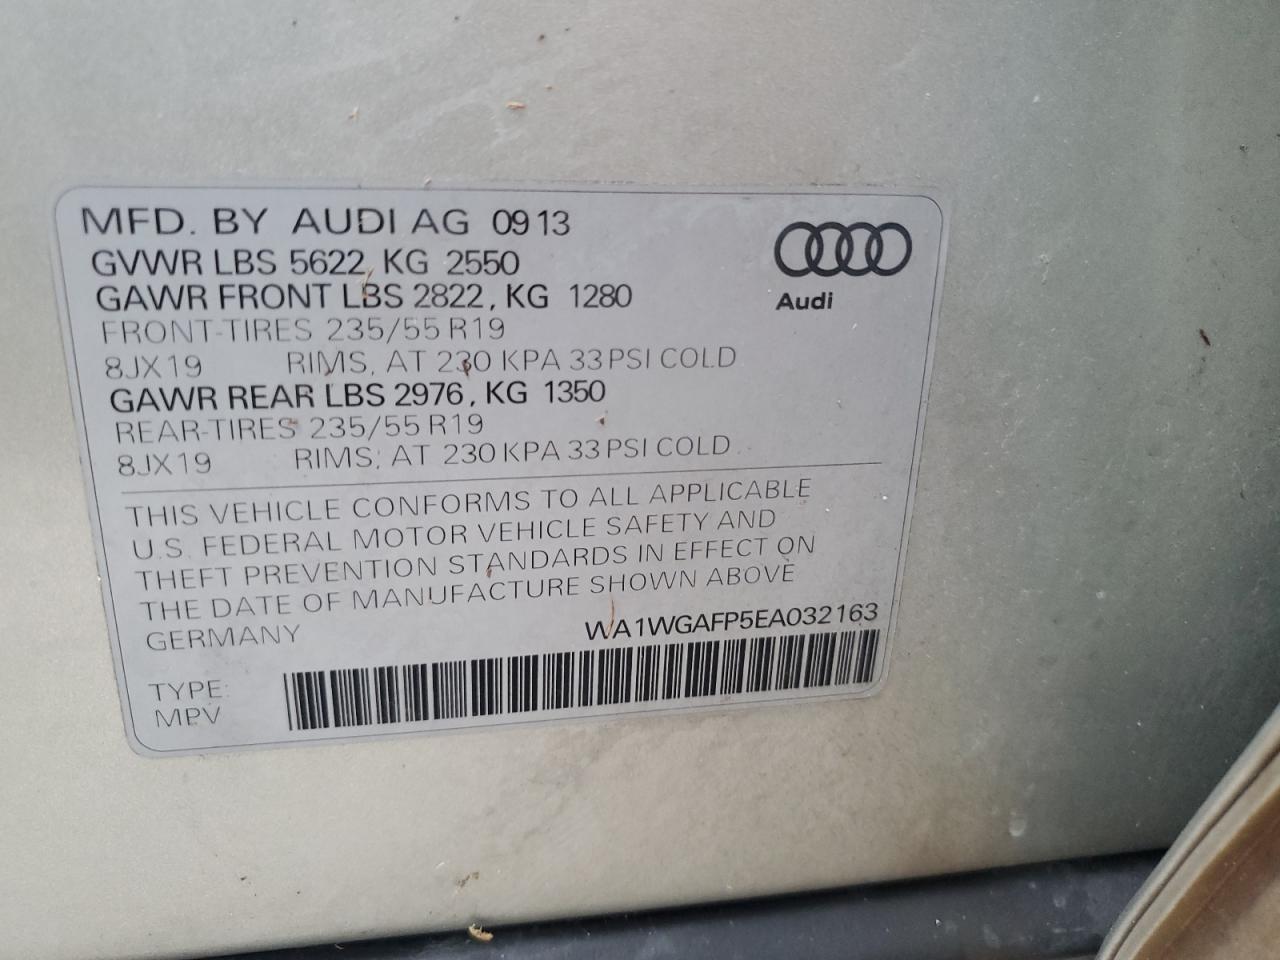 MFD. BY AUDI AG 09 13
GVWR LBS 5622, KG 2550
GAWR FRONT LBS 2822, KG 1280
FRONT-TIRES 235/55 R19
8JX19 RIMS, AT 230 KPA 33 PSI COLD
GAWR REAR LBS 2976, KG 1350
REAR-TIRES 235/55 R19
8JX19 RIMS, AT 230 KPA 33 PSI COLD
Audi
THIS VEHICLE CONFORMS TO ALL APPLICABLE
U.S. FEDERAL MOTOR VEHICLE SAFETY AND
THEFT PREVENTION STANDARDS IN EFFECT ON
THE DATE OF MANUFACTURE SHOWN ABOVE
GERMANY WA1WGAFP5EA032163
TYPE:
MPV